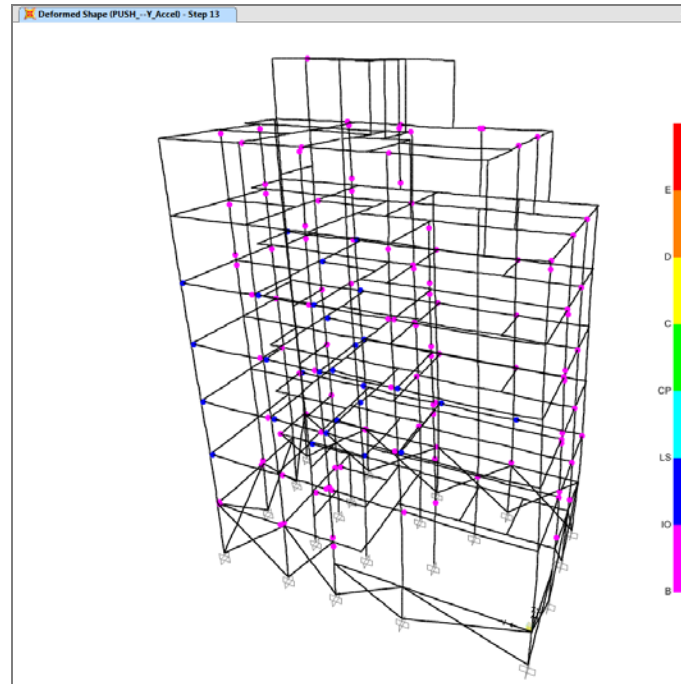 Deformed Shape (PUSH_--Y_Accel) - Step 13
E
D
C
CP
LS
IO
B